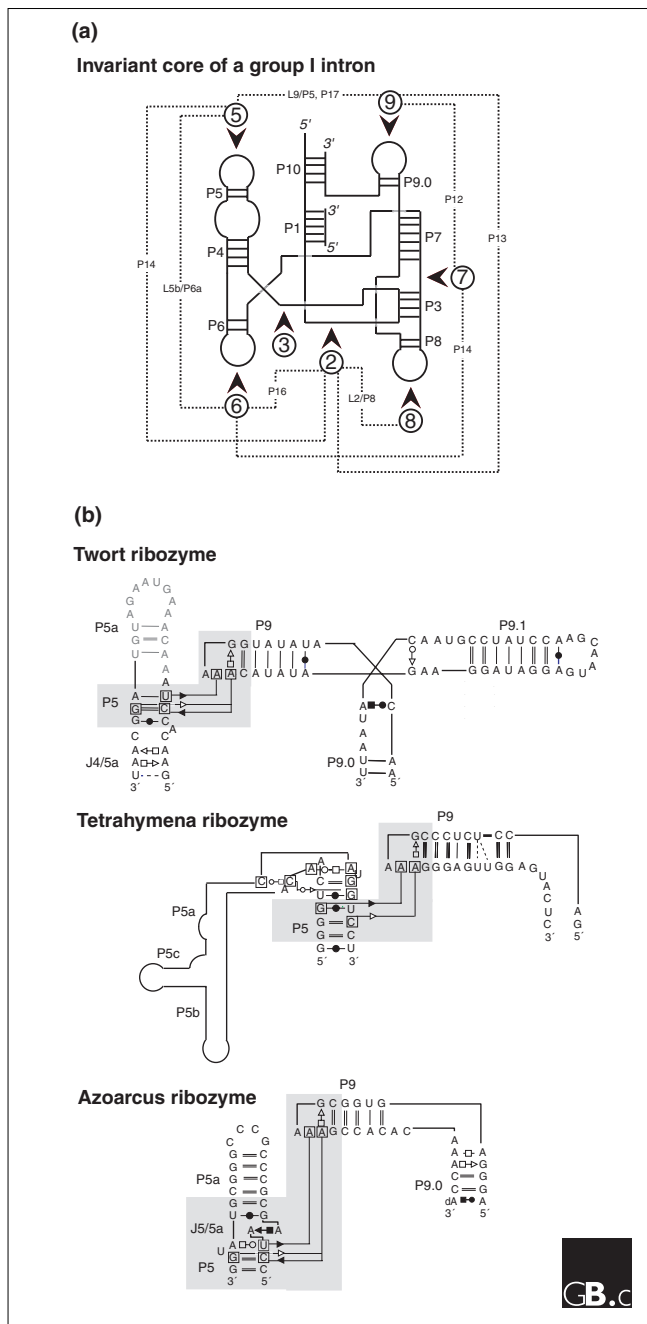 (a)
Invariant core of a group I intron
L9/P5, P17
5 9
5' 3'
P10
P5 P9.0
P12
P1 3'
5'
P7
P4
P14 P13
L5b/P6a
7
P3
P6
3 2
P8
P14
P16 L2/P8
6 8
(b)
Twort ribozyme
A A U G A G A U G U A A A C A A A
P5a
P9 P9.1
G G U A U A U A
A A A C A U A U A
C A A U G C C U A U C C A A G C A A U
G A A G G A U A G G A
P5
A U
G C
G C
C A
A A
A A
U G
J4/5a
3´ 5´
A C
U A A U U
A A
P9.0
3´ 5´
Tetrahymena ribozyme
P9
G C C C U C U C C
A A A G G G A G U U G G A G U A C U C
A G
3´ 5´
A A A U
C C A C G
U G
G U
P5 G C
G C
G U
5´ 3´
P5a
P5c
P5b
Azoarcus ribozyme
P9
G C G G U G
A A A G C C A C A C
C C C G
G C
G C
P5a
C G
G C
U G
J5/5a A A
U A U
P5 G C
G C
3´ 5´
A A A C C dA
A G G G A
P9.0
3´ 5´
GB.c